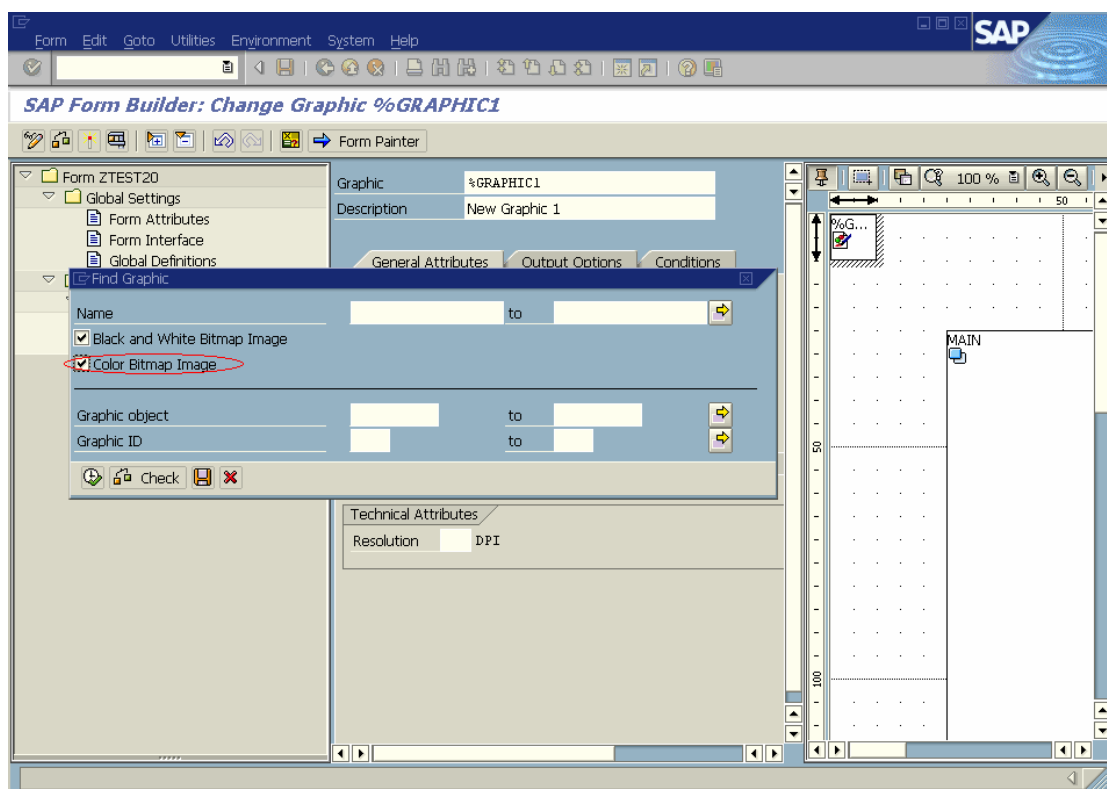 Form Edit Goto Utilities Environment System Help
SAP
SAP Form Builder: Change Graphic %GRAPHIC1
Form Painter
Form ZTEST20
Global Settings
Form Attributes
Form Interface
Global Definitions
Graphic %GRAPHIC1
Description New Graphic 1
General Attributes Output Options Conditions
Find Graphic
Name to
Black and White Bitmap Image
Color Bitmap Image
Graphic object to
Graphic ID to
Check
Technical Attributes
Resolution DPI
100 %
50
%G...
MAIN
50
100